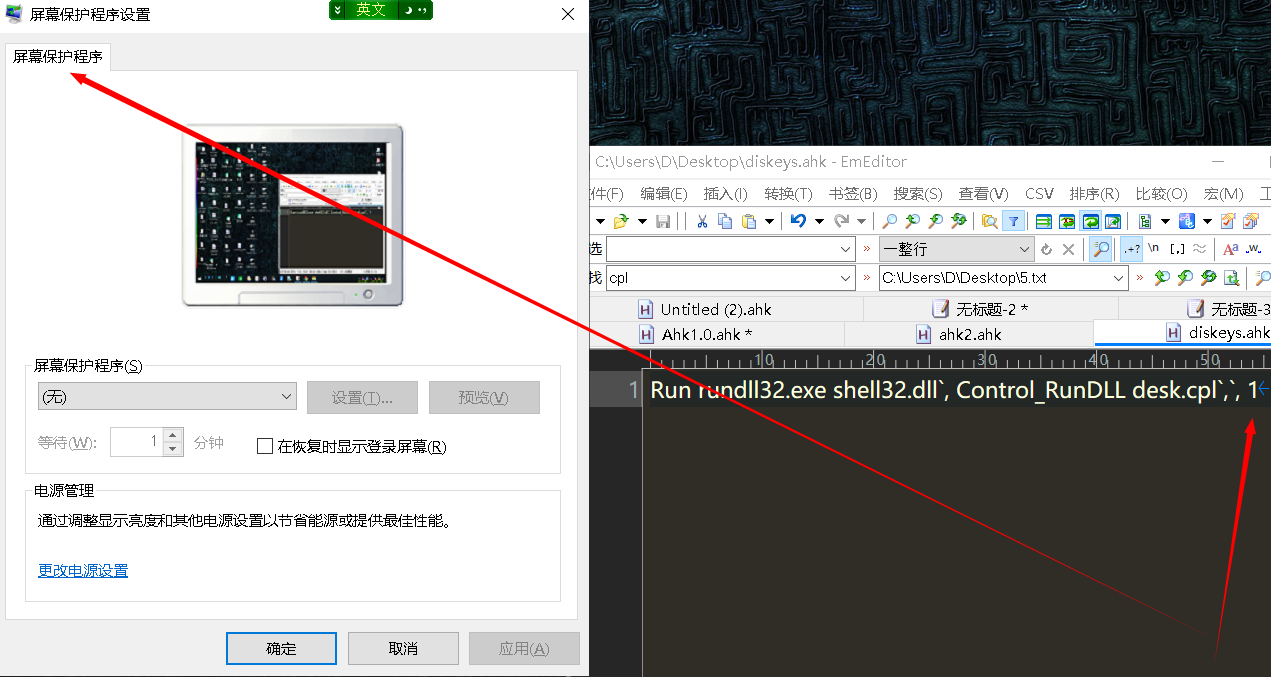 屏幕保护程序设置
英文
屏幕保护程序
屏幕保护程序(S)
(无)
设置(T)...
预览(V)
等待(W):
1
分钟
在恢复时显示登录屏幕(R)
电源管理
通过调整显示亮度和其他电源设置以节省能源或提供最佳性能。
更改电源设置
确定
取消
应用(A)
C:\Users\D\Desktop\diskeys.ahk - EmEditor
件(F) 编辑(E) 插入(I) 转换(T) 书签(B) 搜索(S) 查看(V) CSV 排序(R) 比较(O) 宏(M) 工
选
一整行
找 cpl
C:\Users\D\Desktop\5.txt
Untitled (2).ahk
无标题-2 *
无标题-3
Ahk1.0.ahk *
ahk2.ahk
diskeys.ahk
10 20 30 40 50
1 Run rundll32.exe shell32.dll`, Control_RunDLL desk.cpl`,`, 1